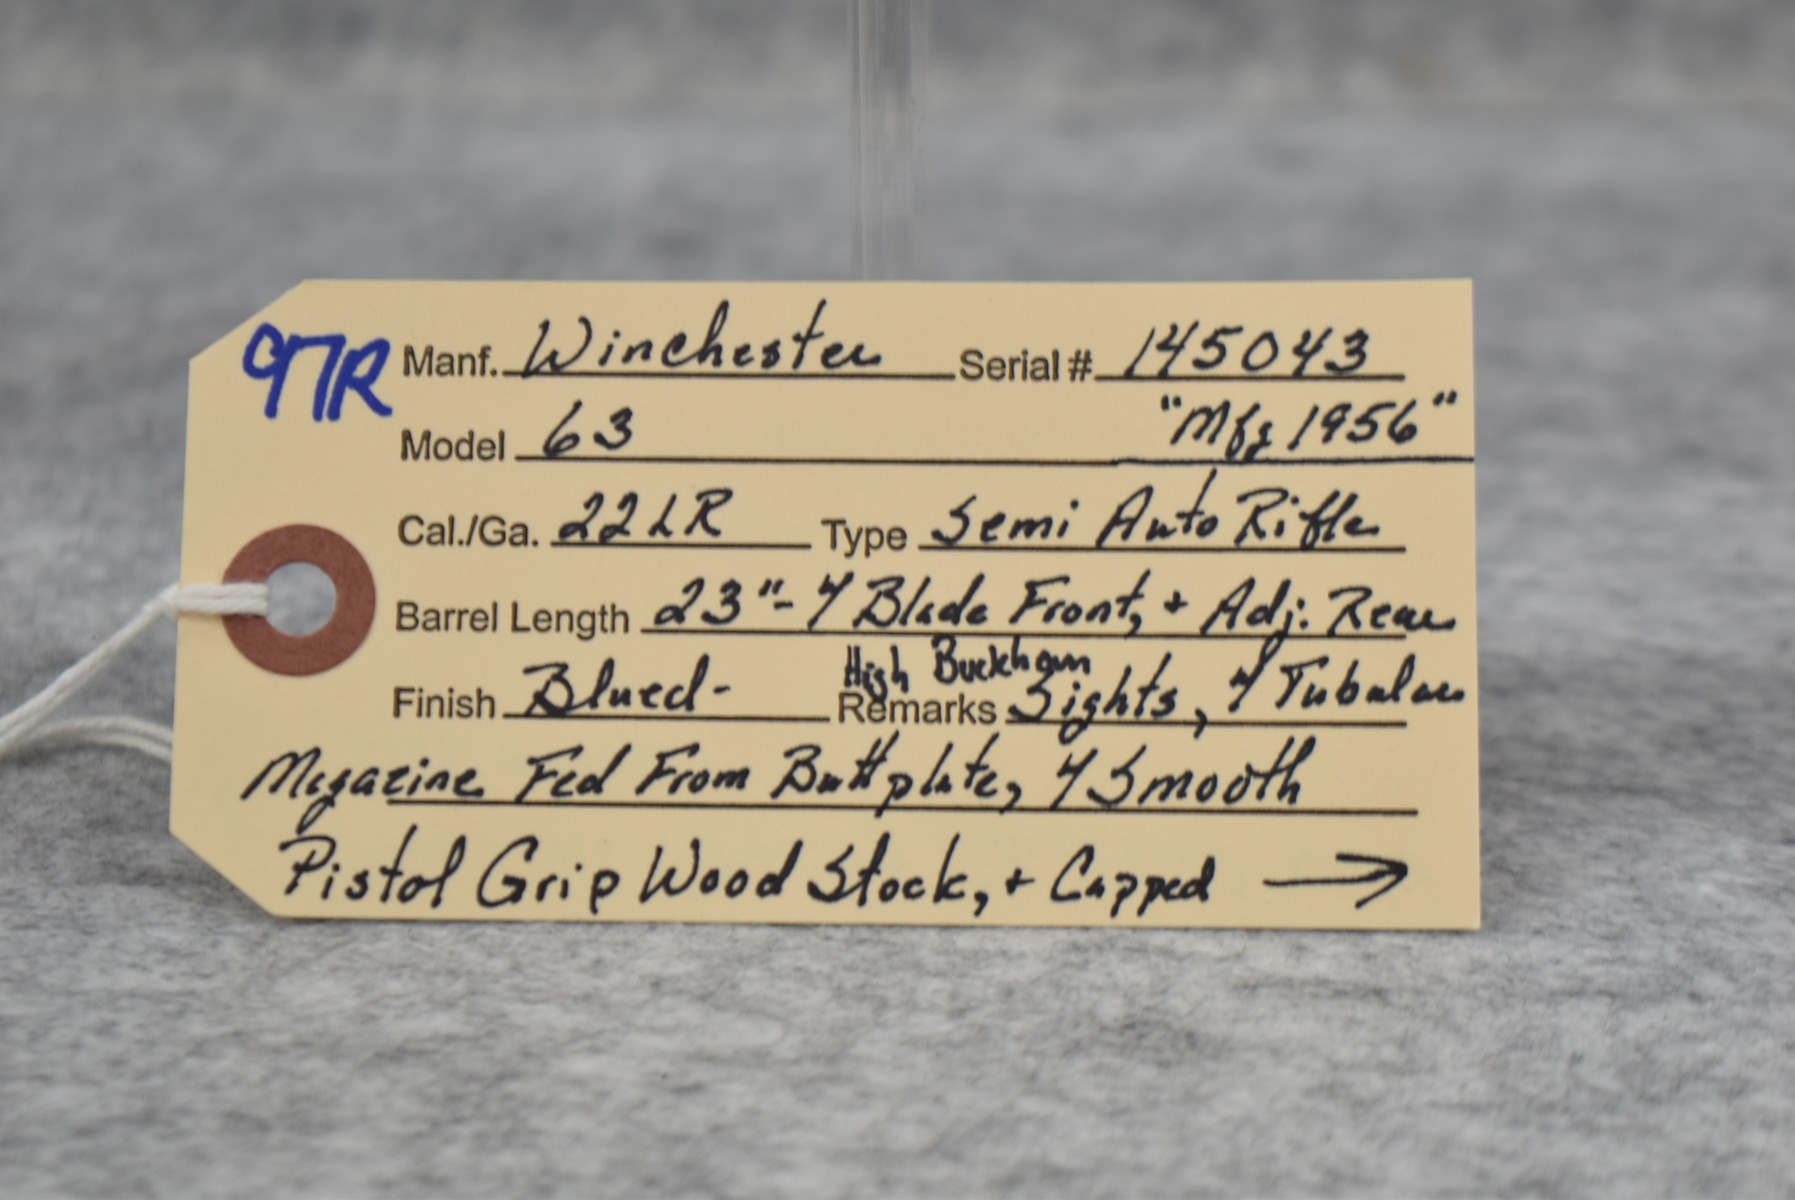 97R Manf. Winchester Serial # 145043
Model 63 "Mfg 1956"
Cal./Ga. 22LR Type Semi Auto Rifle
Barrel Length 23"- y Blade Front, + Adj. Rear
High Buckhorn
Finish Blued- Remarks Sights, y Tubular
Magazine Fed From Buttplate, y Smooth
Pistol Grip Wood Stock, + Capped →